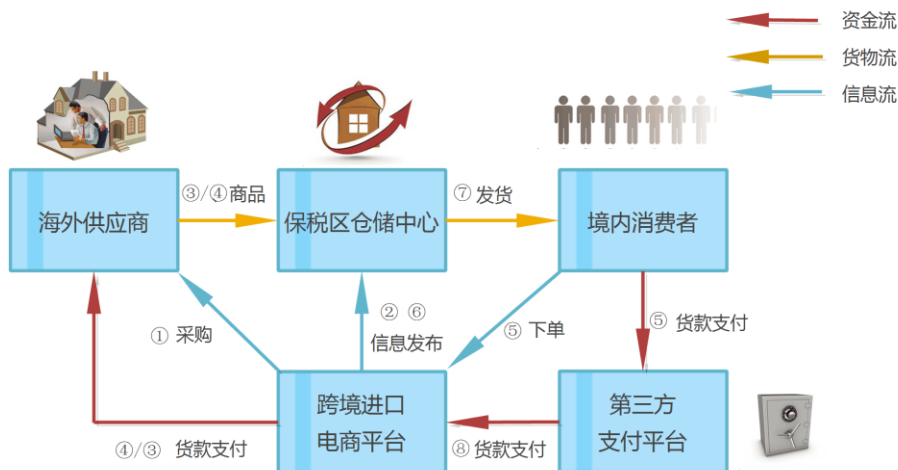 资金流
货物流
信息流
③/④商品
⑦ 发货
海外供应商
保税区仓储中心
境内消费者
① 采购
② ⑥
信息发布
⑤ 下单
⑤ 货款支付
跨境进口
电商平台
第三方
支付平台
④/③ 货款支付
⑧ 货款支付